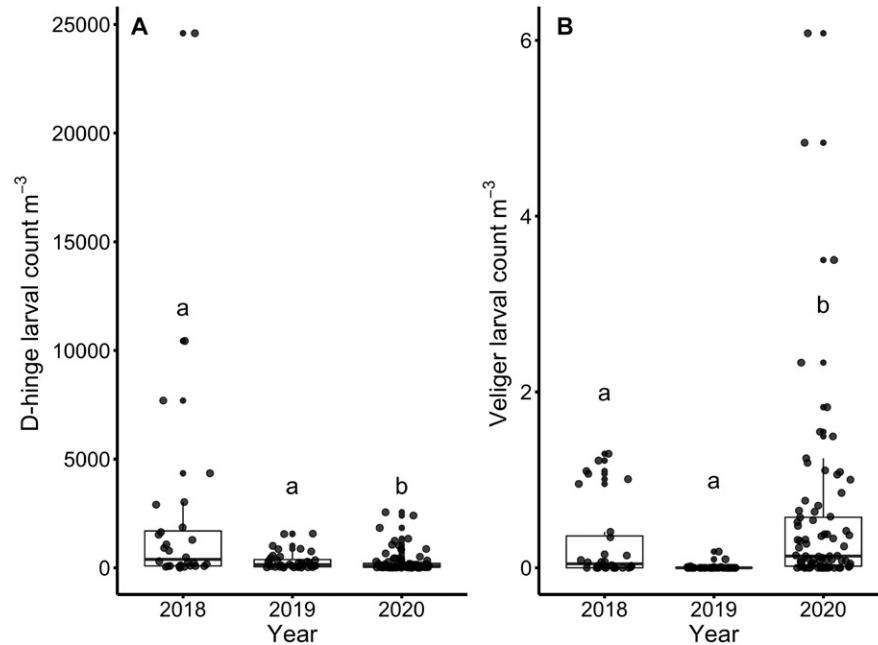 A
D-hinge larval count m⁻³
25000
20000
15000
10000
5000
0
a
a
b
2018 2019 2020
Year
B
Veliger larval count m⁻³
6
4
2
0
a
a
b
2018 2019 2020
Year